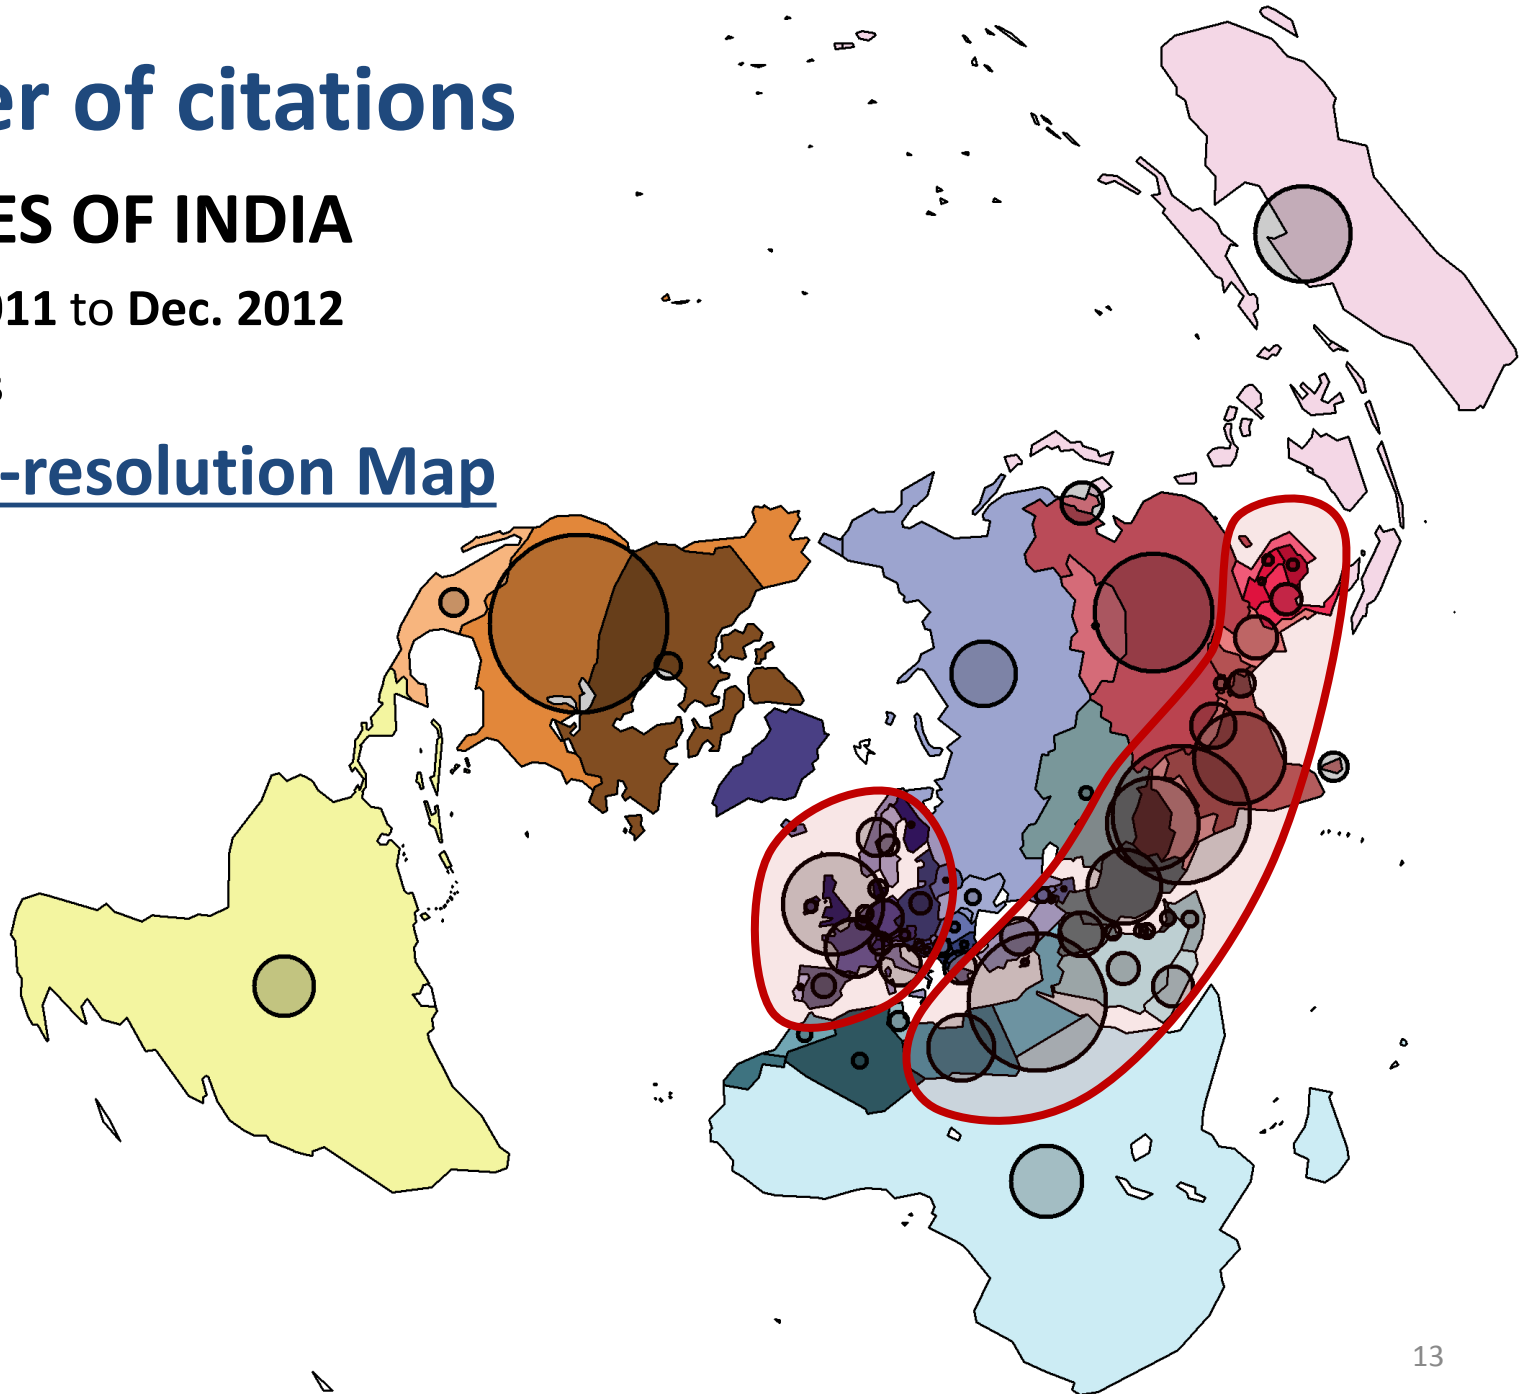 er of citations
ES OF INDIA
011 to Dec. 2012
s
-resolution Map
13